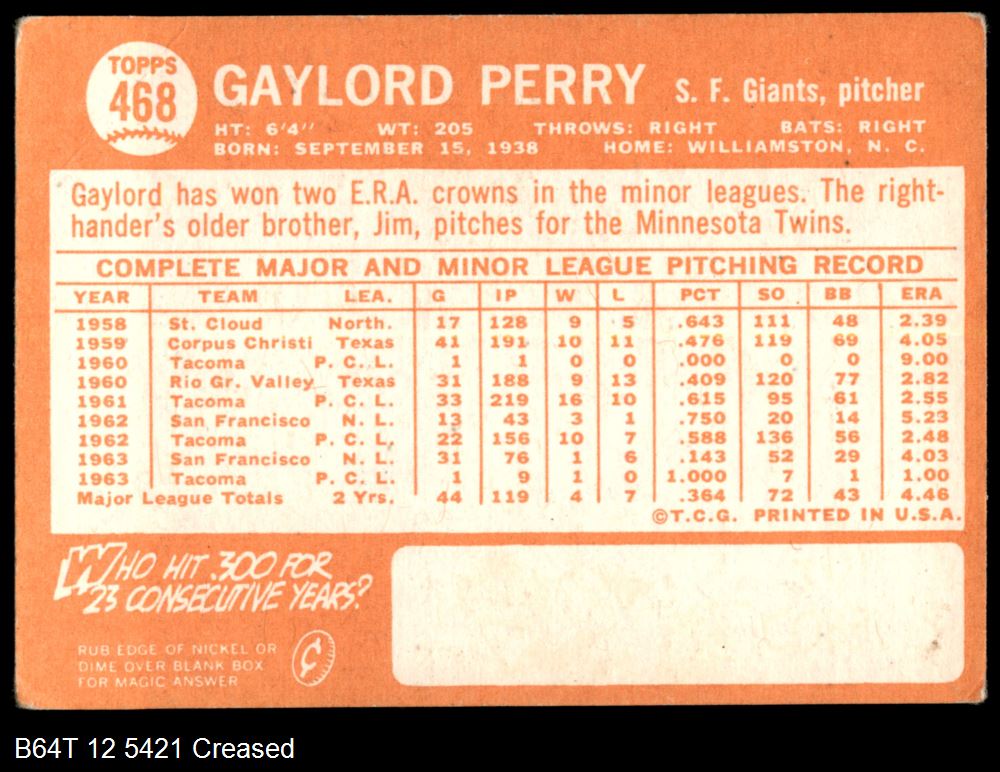 TOPPS
468
GAYLORD PERRY S. F. Giants, pitcher
HT: 6'4" WT: 205 THROWS: RIGHT BATS: RIGHT
BORN: SEPTEMBER 15, 1938 HOME: WILLIAMSTON, N. C.
Gaylord has won two E.R.A. crowns in the minor leagues. The right-
hander's older brother, Jim, pitches for the Minnesota Twins.
COMPLETE MAJOR AND MINOR LEAGUE PITCHING RECORD
YEAR TEAM LEA. G IP W L PCT SO BB ERA
1958 St. Cloud North. 17 128 9 5 .643 111 48 2.39
1959 Corpus Christi Texas 41 191 10 11 .476 119 69 4.05
1960 Tacoma P. C. L. 1 1 0 0 .000 0 0 9.00
1960 Rio Gr. Valley Texas 31 188 9 13 .409 120 77 2.82
1961 Tacoma P. C. L. 33 219 16 10 .615 95 61 2.55
1962 San Francisco N. L. 13 43 3 1 .750 20 14 5.23
1962 Tacoma P. C. L. 22 156 10 7 .588 136 56 2.48
1963 San Francisco N. L. 31 76 1 6 .143 52 29 4.03
1963 Tacoma P. C. L. 1 9 1 0 1.000 7 1 1.00
Major League Totals 2 Yrs. 44 119 4 7 .364 72 43 4.46
©T.C.G. PRINTED IN U.S.A.
WHO HIT .300 FOR
23 CONSECUTIVE YEARS?
RUB EDGE OF NICKEL OR
DIME OVER BLANK BOX
FOR MAGIC ANSWER
¢
B64T 12 5421 Creased